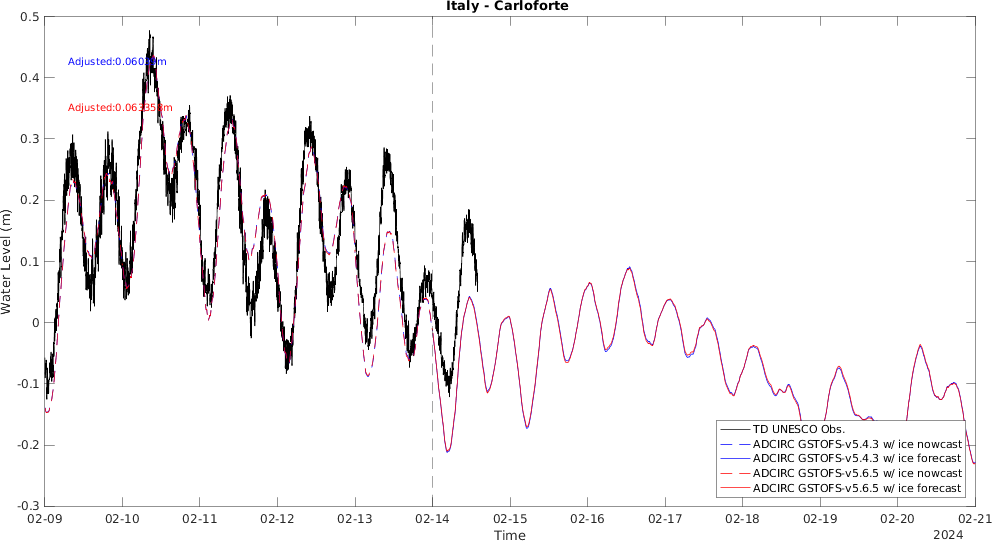 Italy - Carloforte
0.5
0.4
0.3
0.2
0.1
0
-0.1
-0.2
-0.3
Water Level (m)
Adjusted:
Adjusted:
TD UNESCO Obs.
ADCIRC GSTOFS-v5.4.3 w/ ice nowcast
ADCIRC GSTOFS-v5.4.3 w/ ice forecast
ADCIRC GSTOFS-v5.6.5 w/ ice nowcast
ADCIRC GSTOFS-v5.6.5 w/ ice forecast
02-09 02-10 02-11 02-12 02-13 02-14 02-15 02-16 02-17 02-18 02-19 02-20 02-21
Time
2024